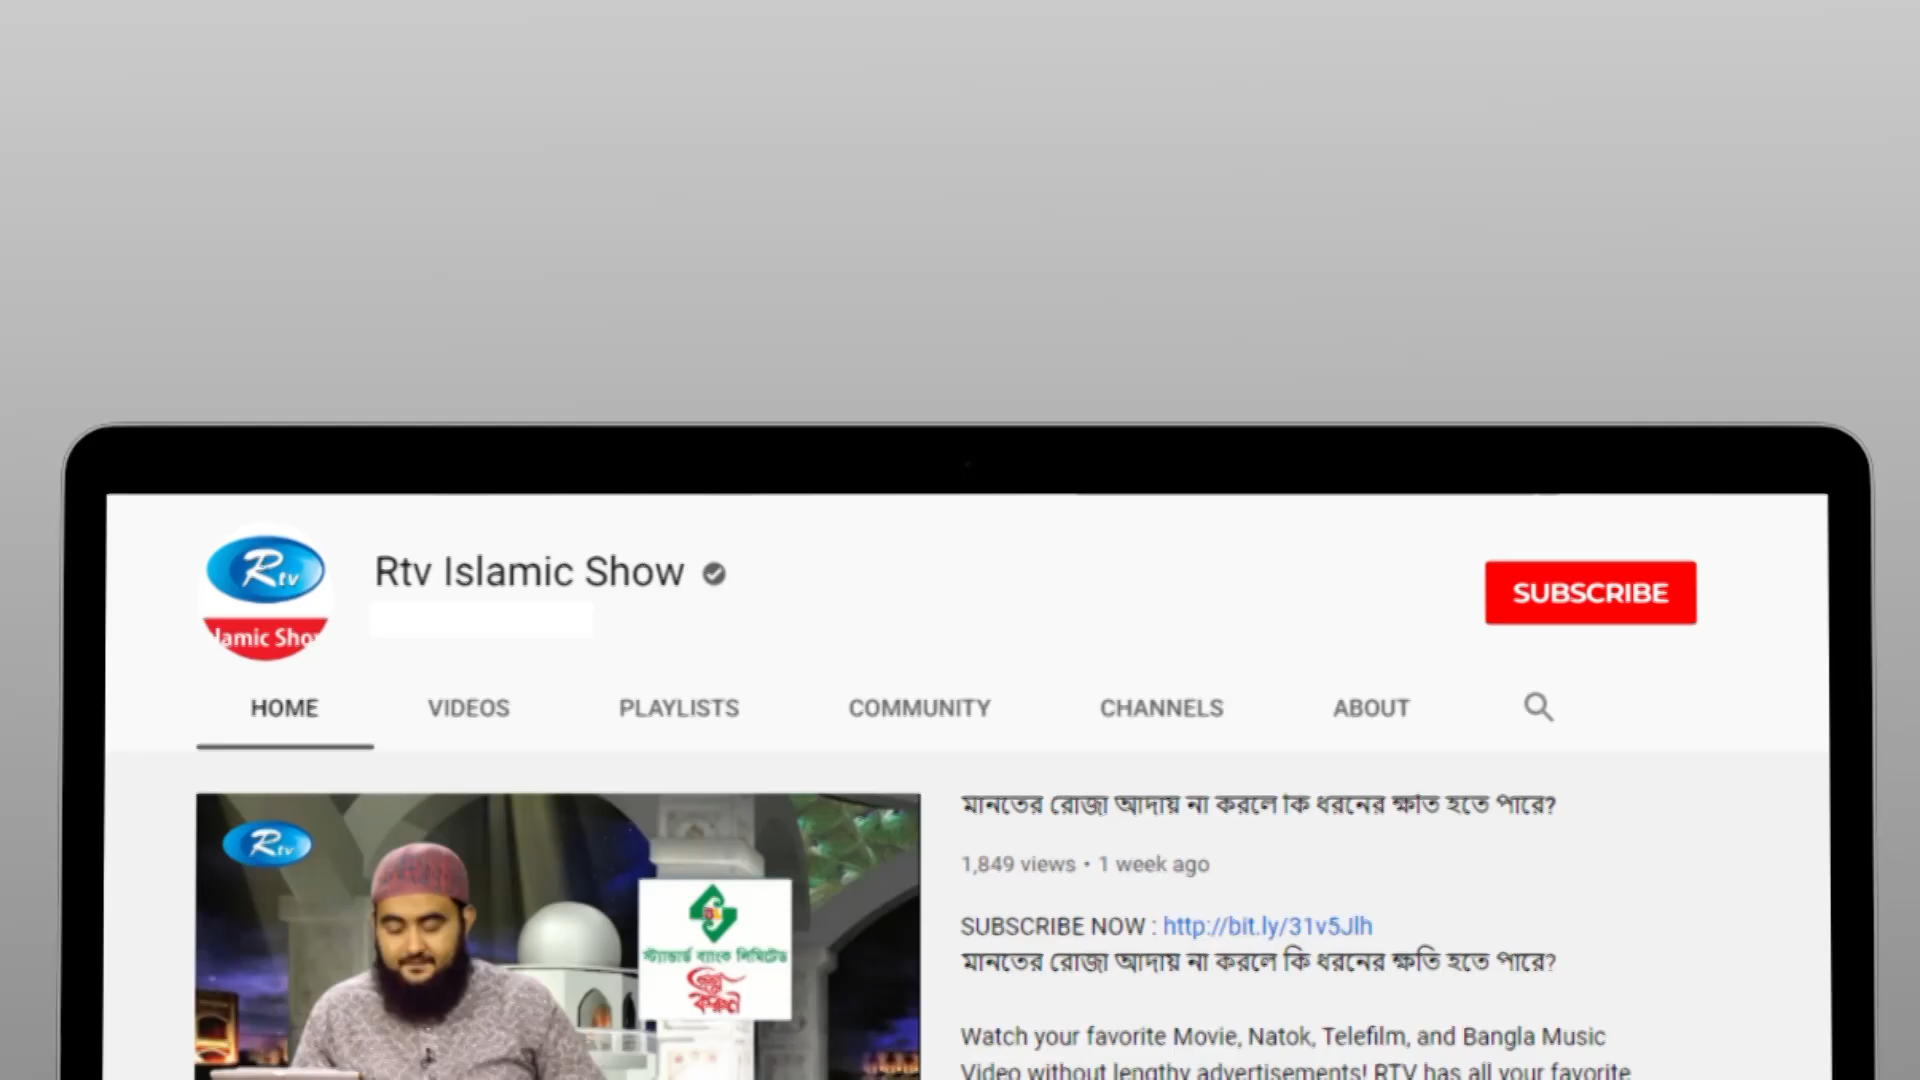 Rtv
Islamic Show
Rtv Islamic Show
SUBSCRIBE
HOME VIDEOS PLAYLISTS COMMUNITY CHANNELS ABOUT
Rtv
স্ট্যান্ডার্ড ব্যাংক লিমিটেড
মানতের রোজা আদায় না করলে কি ধরনের ক্ষতি হতে পারে?
1,849 views • 1 week ago
SUBSCRIBE NOW : http://bit.ly/31v5Jlh
মানতের রোজা আদায় না করলে কি ধরনের ক্ষতি হতে পারে?
Watch your favorite Movie, Natok, Telefilm, and Bangla Music
Video without lengthy advertisements! RTV has all your favorite